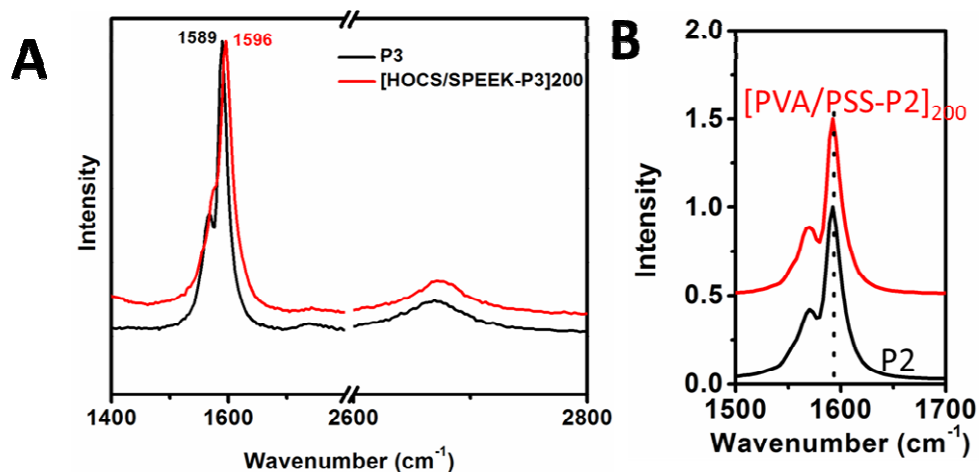 A
1589 1596
P3
[HOCS/SPEEK-P3]200
Intensity
1400 1600 2600 2800
Wavenumber (cm⁻¹)
B
2.0
[PVA/PSS-P2]₂₀₀
1.5
Intensity
1.0
0.5
P2
0.0
1500 1600 1700
Wavenumber (cm⁻¹)